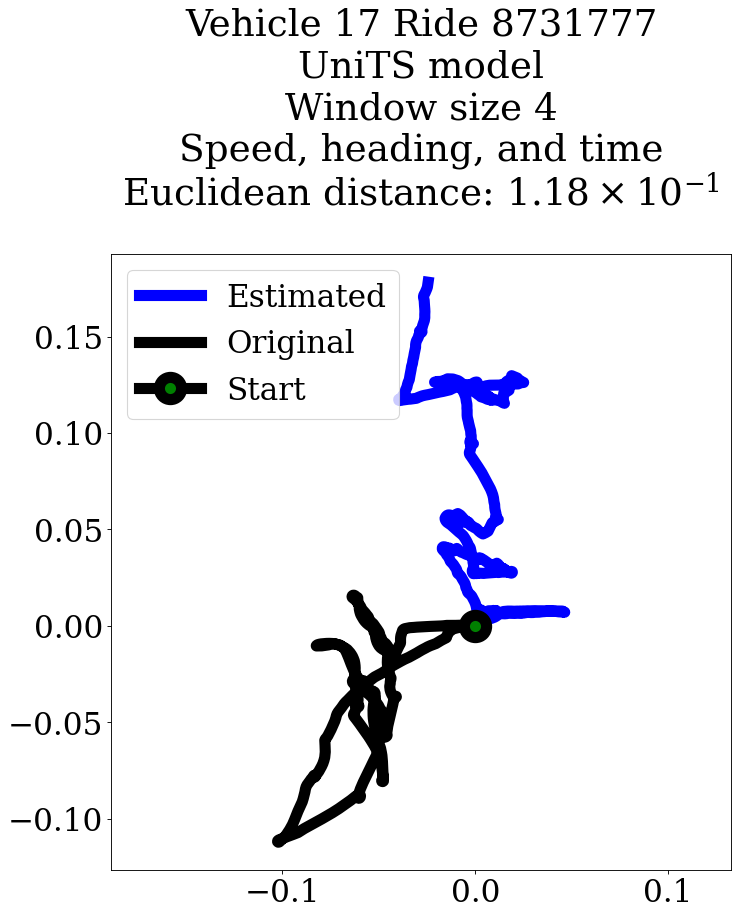 Vehicle 17 Ride 8731777
UniTS model
Window size 4
Speed, heading, and time
Euclidean distance: 1.18 × 10⁻¹
Estimated
Original
Start
0.15
0.10
0.05
0.00
−0.05
−0.10
−0.1 0.0 0.1